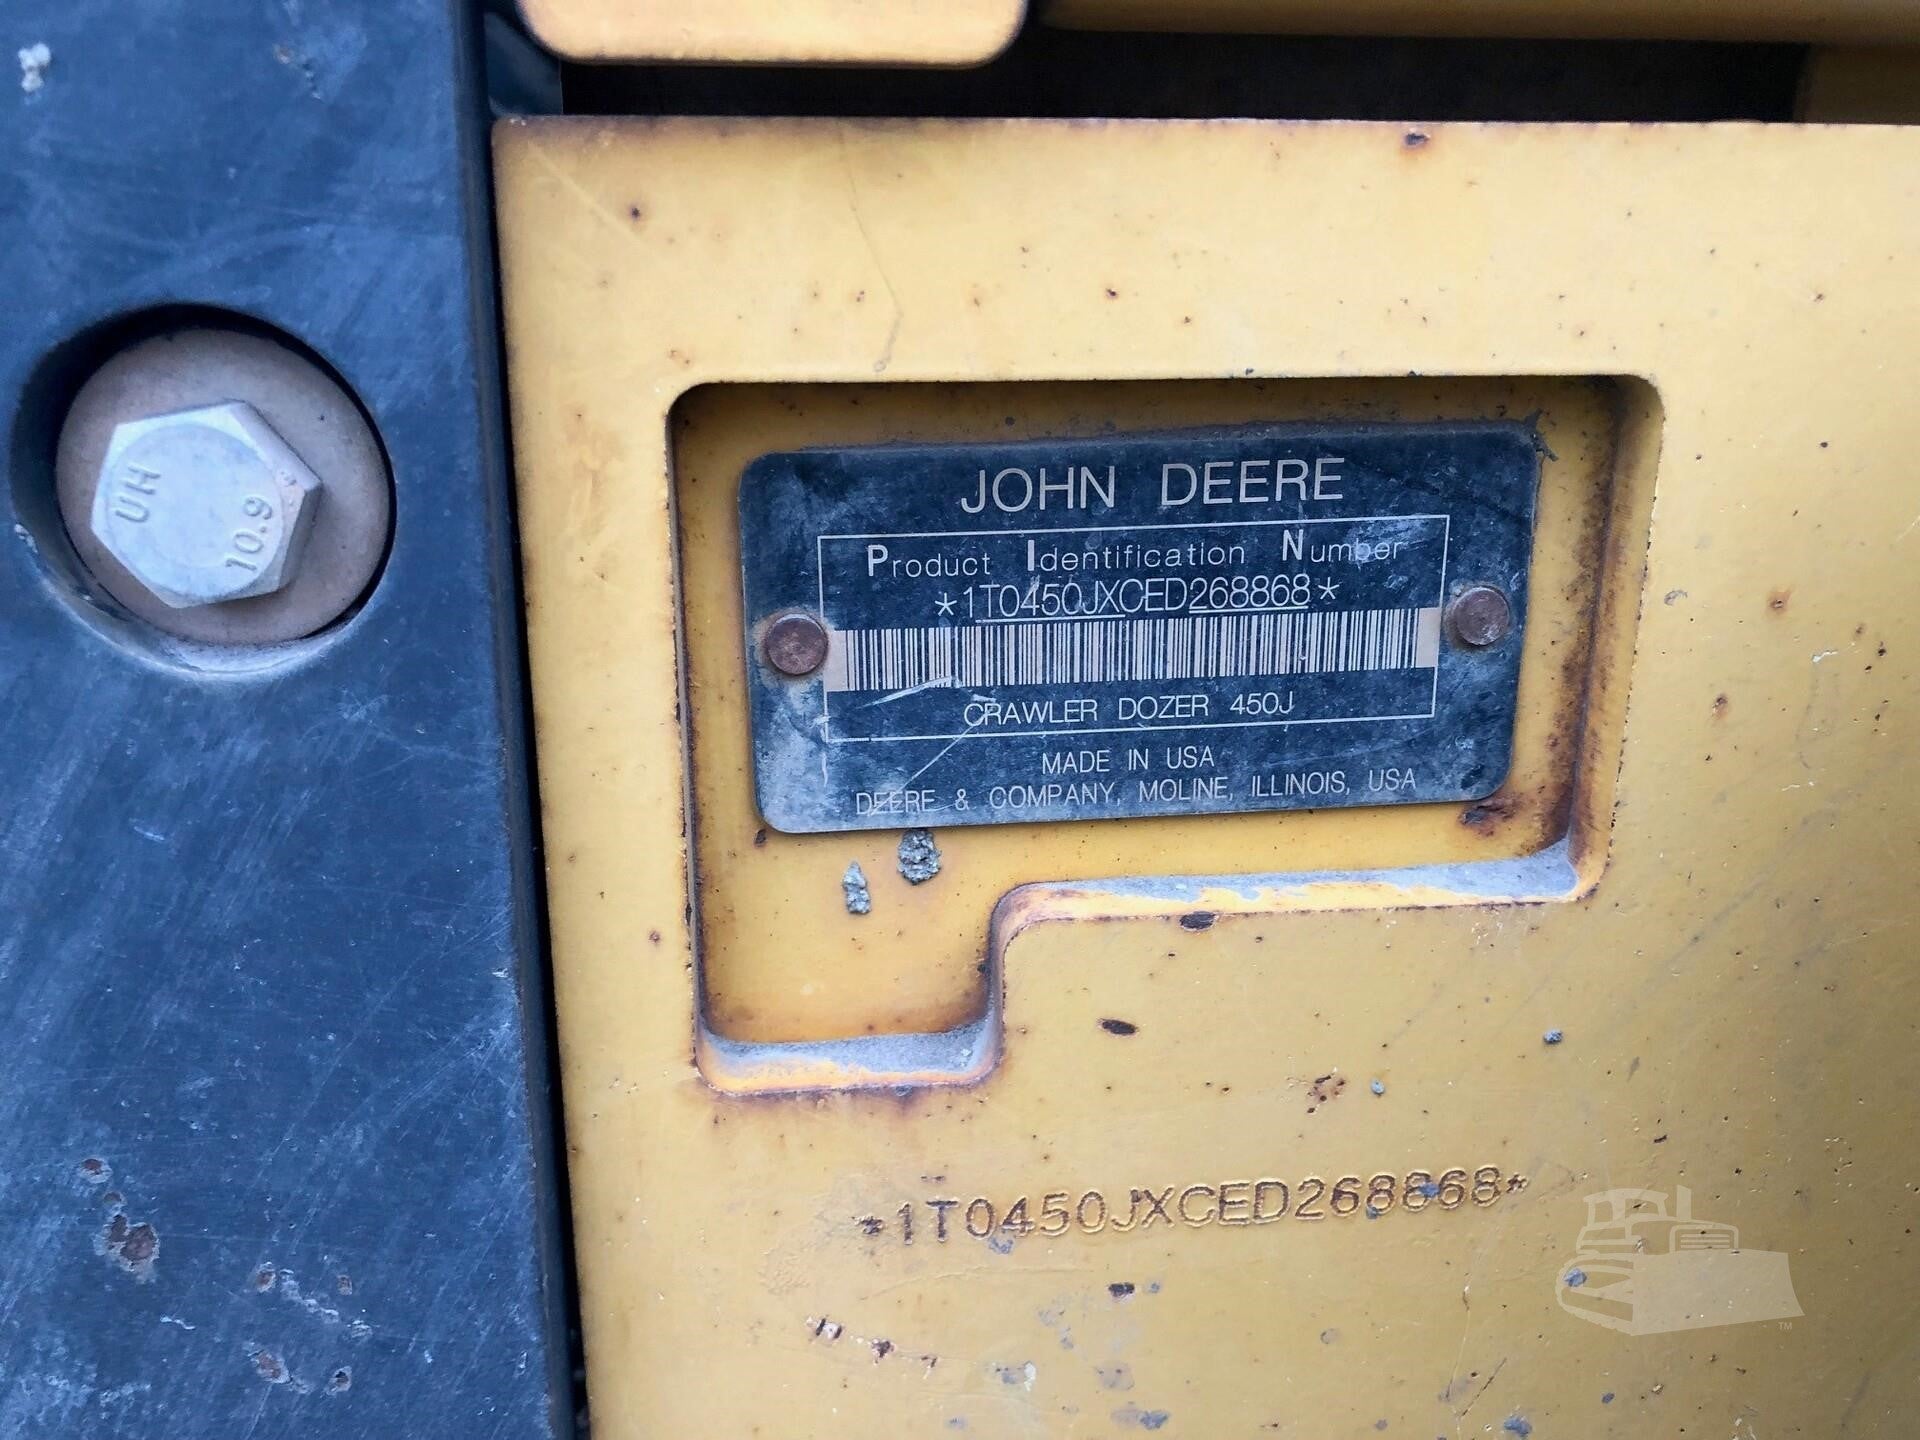 UH
10.9
JOHN DEERE
Product Identification Number
*1T0450JXCED268868*
CRAWLER DOZER 450J
MADE IN USA
DEERE & COMPANY, MOLINE, ILLINOIS, USA
*1T0450JXCED268868*
TM